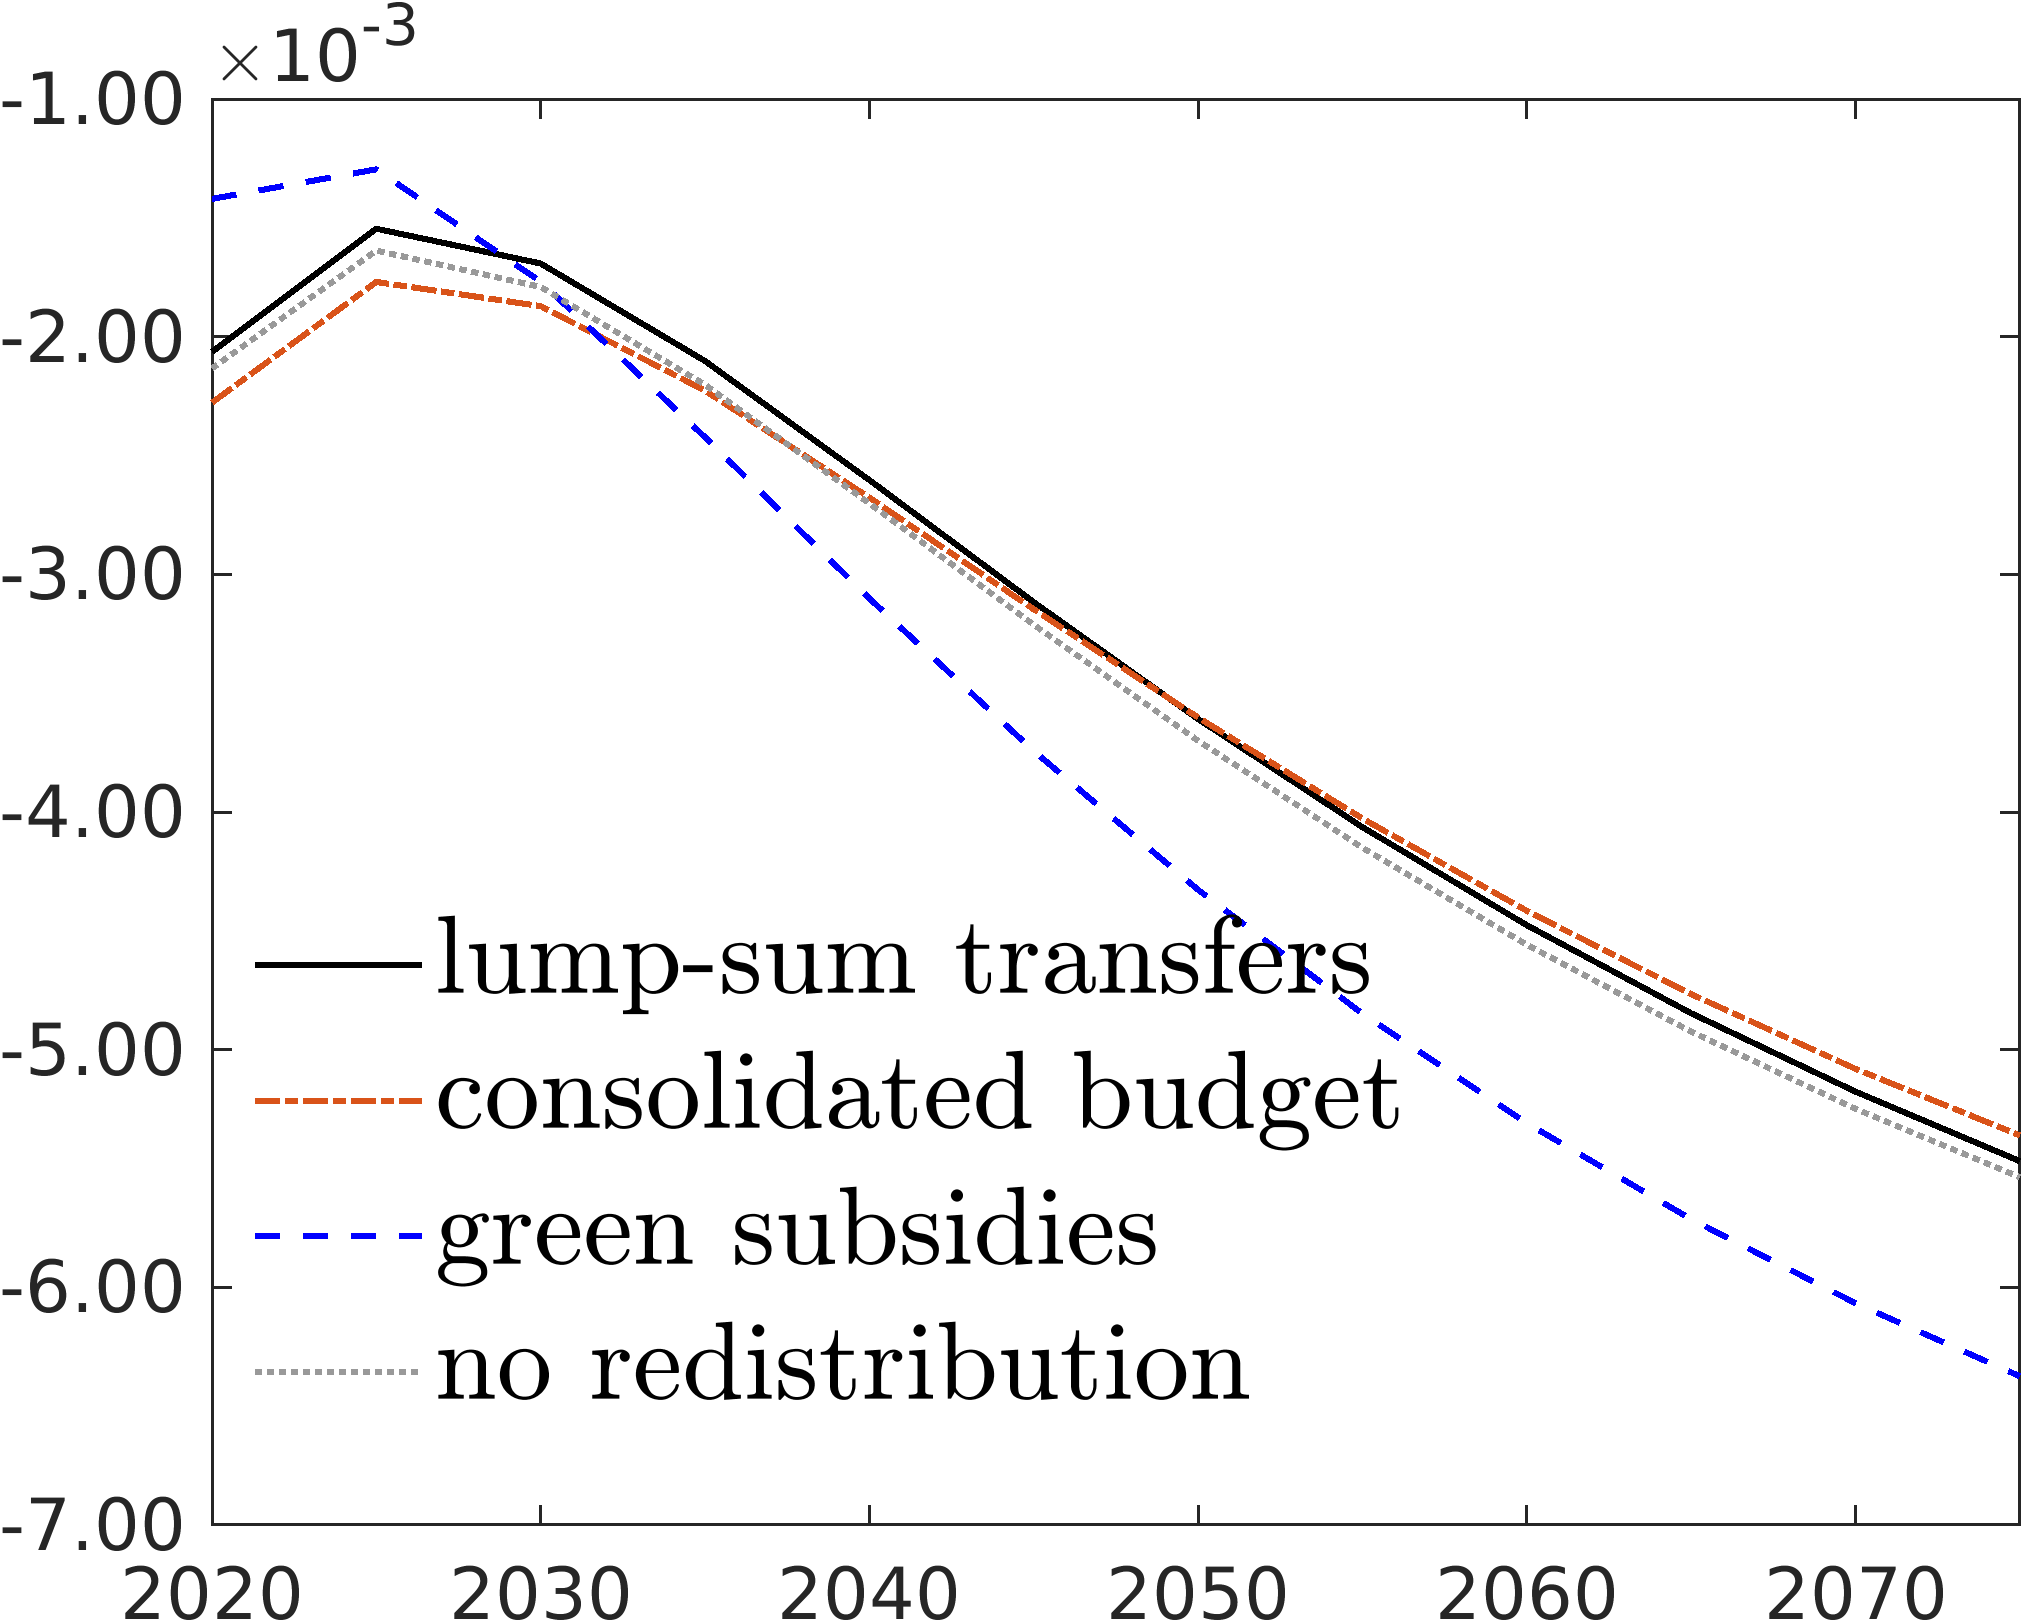 ×10-3
-1.00
-2.00
-3.00
-4.00
-5.00
-6.00
-7.00
lump-sum transfers
consolidated budget
green subsidies
no redistribution
2020 2030 2040 2050 2060 2070